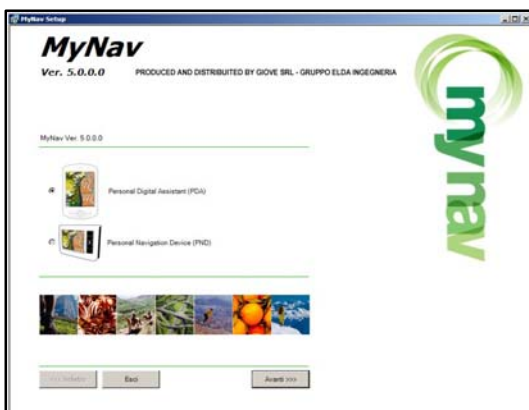 MyNav Setup
MyNav
Ver. 5.0.0.0 PRODUCED AND DISTRIBUITED BY GIOVE SRL - GRUPPO ELDA INGEGNERIA
mynav
MyNav Ver. 5.0.0.0
Personal Digital Assistant (PDA)
Personal Navigation Device (PND)
<<< Indietro Esci Avanti >>>